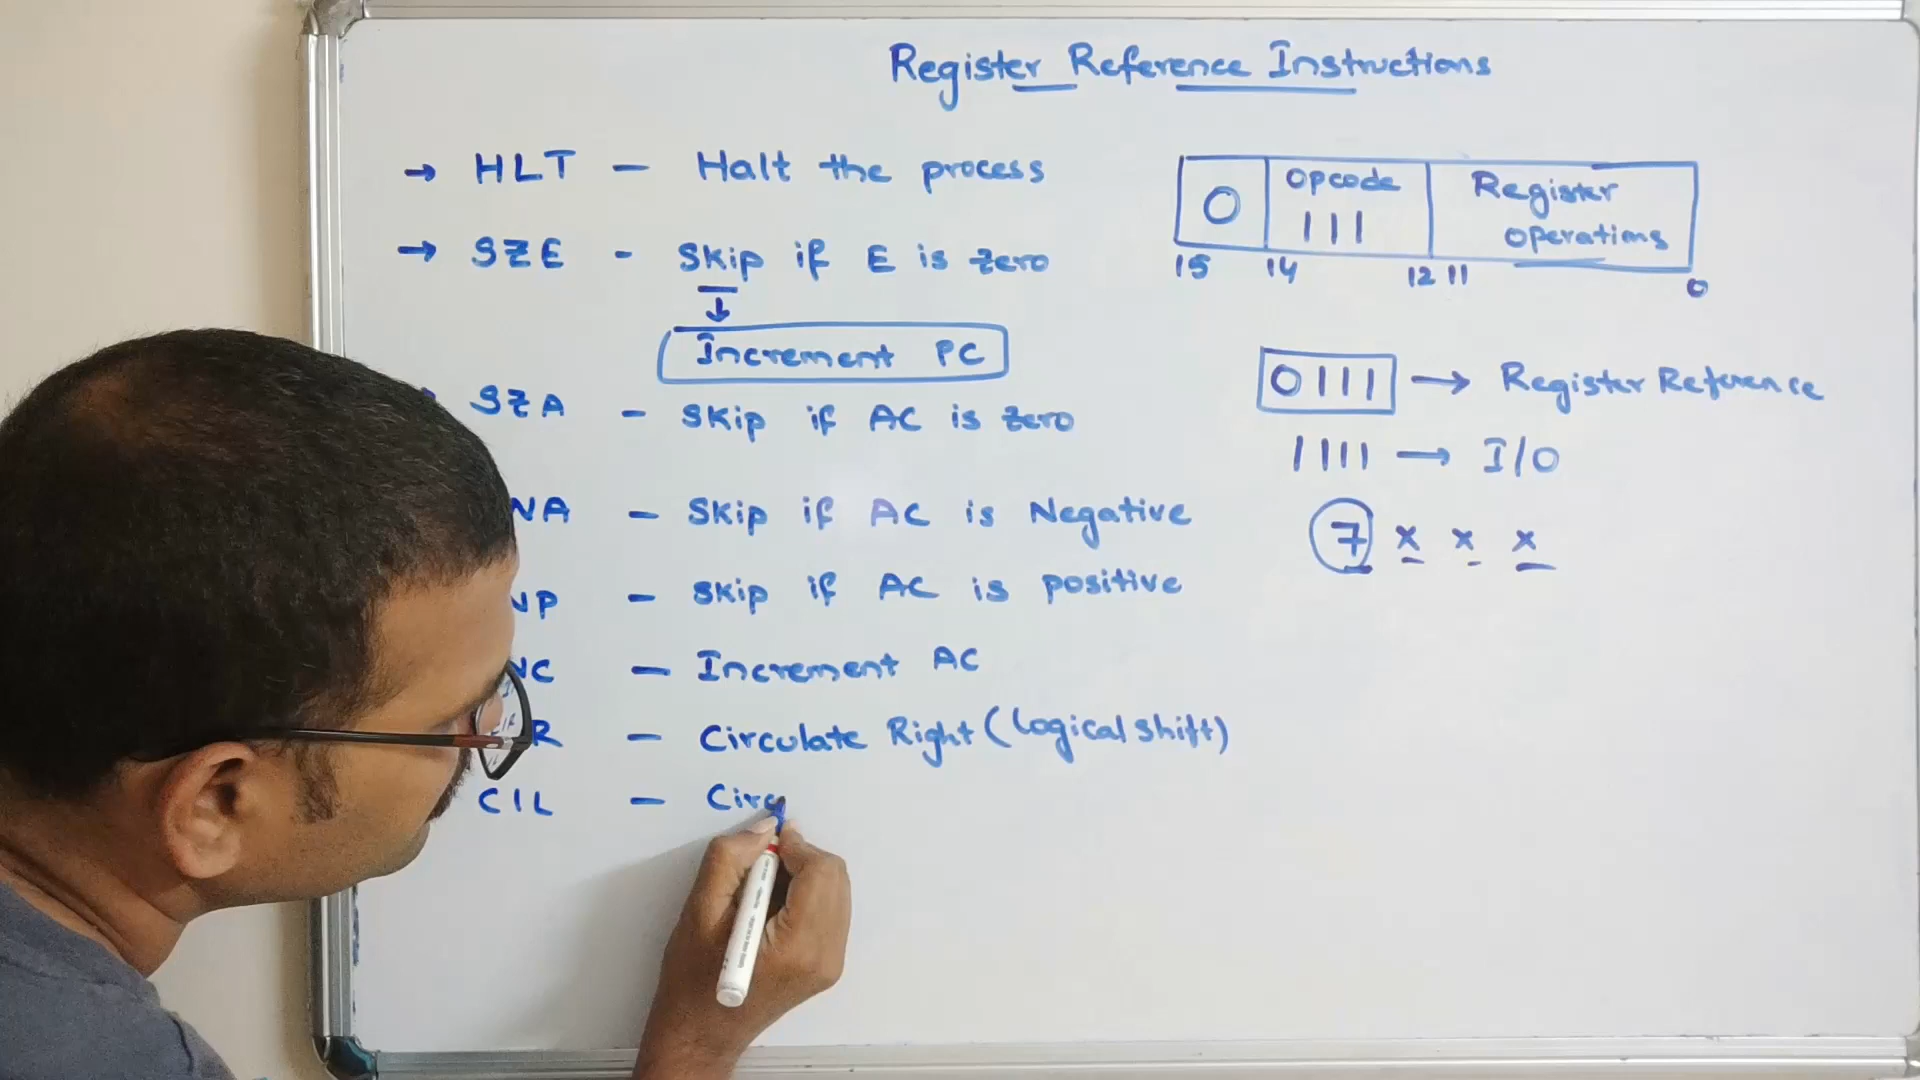 Register Reference Instructions
→ HLT — Halt the process
→ SZE - Skip if E is zero
↓
Increment PC
SZA — Skip if AC is zero
NA — Skip if AC is Negative
NP — Skip if AC is positive
NC — Increment AC
R — Circulate Right (logical shift)
CIL — Circ
0 Opcode Register
111 operations
15 14 12 11 0
0111 → Register Reference
1111 → I/O
7 x x x